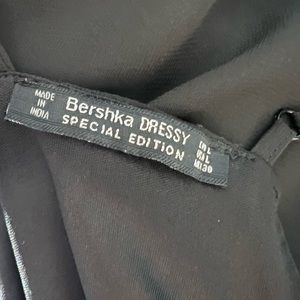 MADE
IN
INDIA
Bershka DRESSY
SPECIAL EDITION